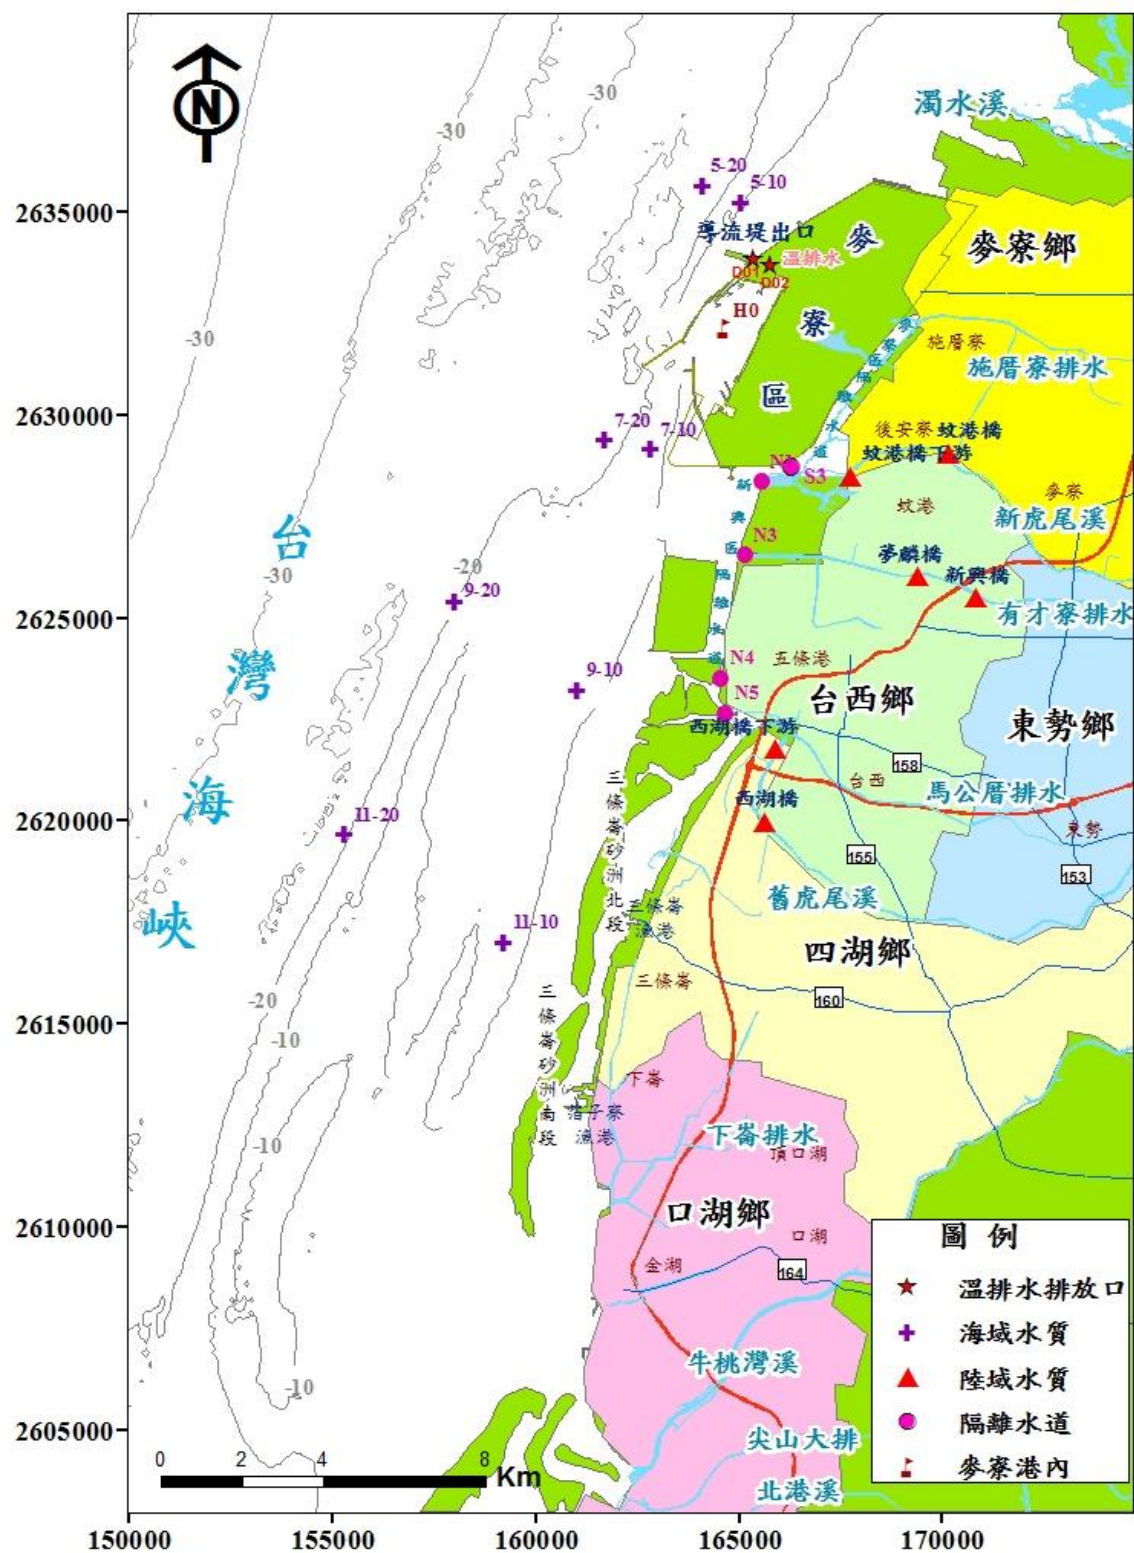 N
-30
-30
-30
-30
-30
-20
-20
-10
-10
-10
濁水溪
5-20
5-10
導流堤出口
溫排水
D01
D02
H0
麥寮區
麥寮鄉
施厝寮
施厝寮排水
麥寮區隔離水道
7-20
7-10
後安寮
蚊港橋
蚊港橋下游
S3
新興區隔離水道
蚊港
麥寮
新虎尾溪
N3
夢麟橋
新興橋
有才寮排水
台灣海峽
9-20
9-10
N4
N5
五條港
台西鄉
東勢鄉
西湖橋下游
158
台西
馬公厝排水
西湖橋
東勢
155
153
11-20
11-10
三條崙砂洲北段
三條崙漁港
舊虎尾溪
四湖鄉
三條崙
160
三條崙砂洲南段
箔子寮漁港
下崙
下崙排水
頂口湖
口湖鄉
口湖
金湖
164
牛桃灣溪
尖山大排
北港溪
圖例
溫排水排放口
海域水質
陸域水質
隔離水道
麥寮港內
0 2 4 8
Km
2635000
2630000
2625000
2620000
2615000
2610000
2605000
150000 155000 160000 165000 170000